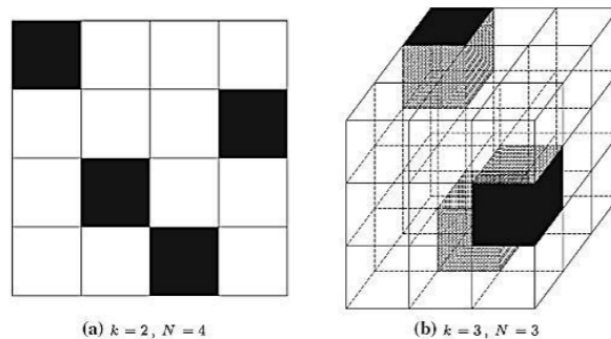 (a) k = 2, N = 4
(b) k = 3, N = 3